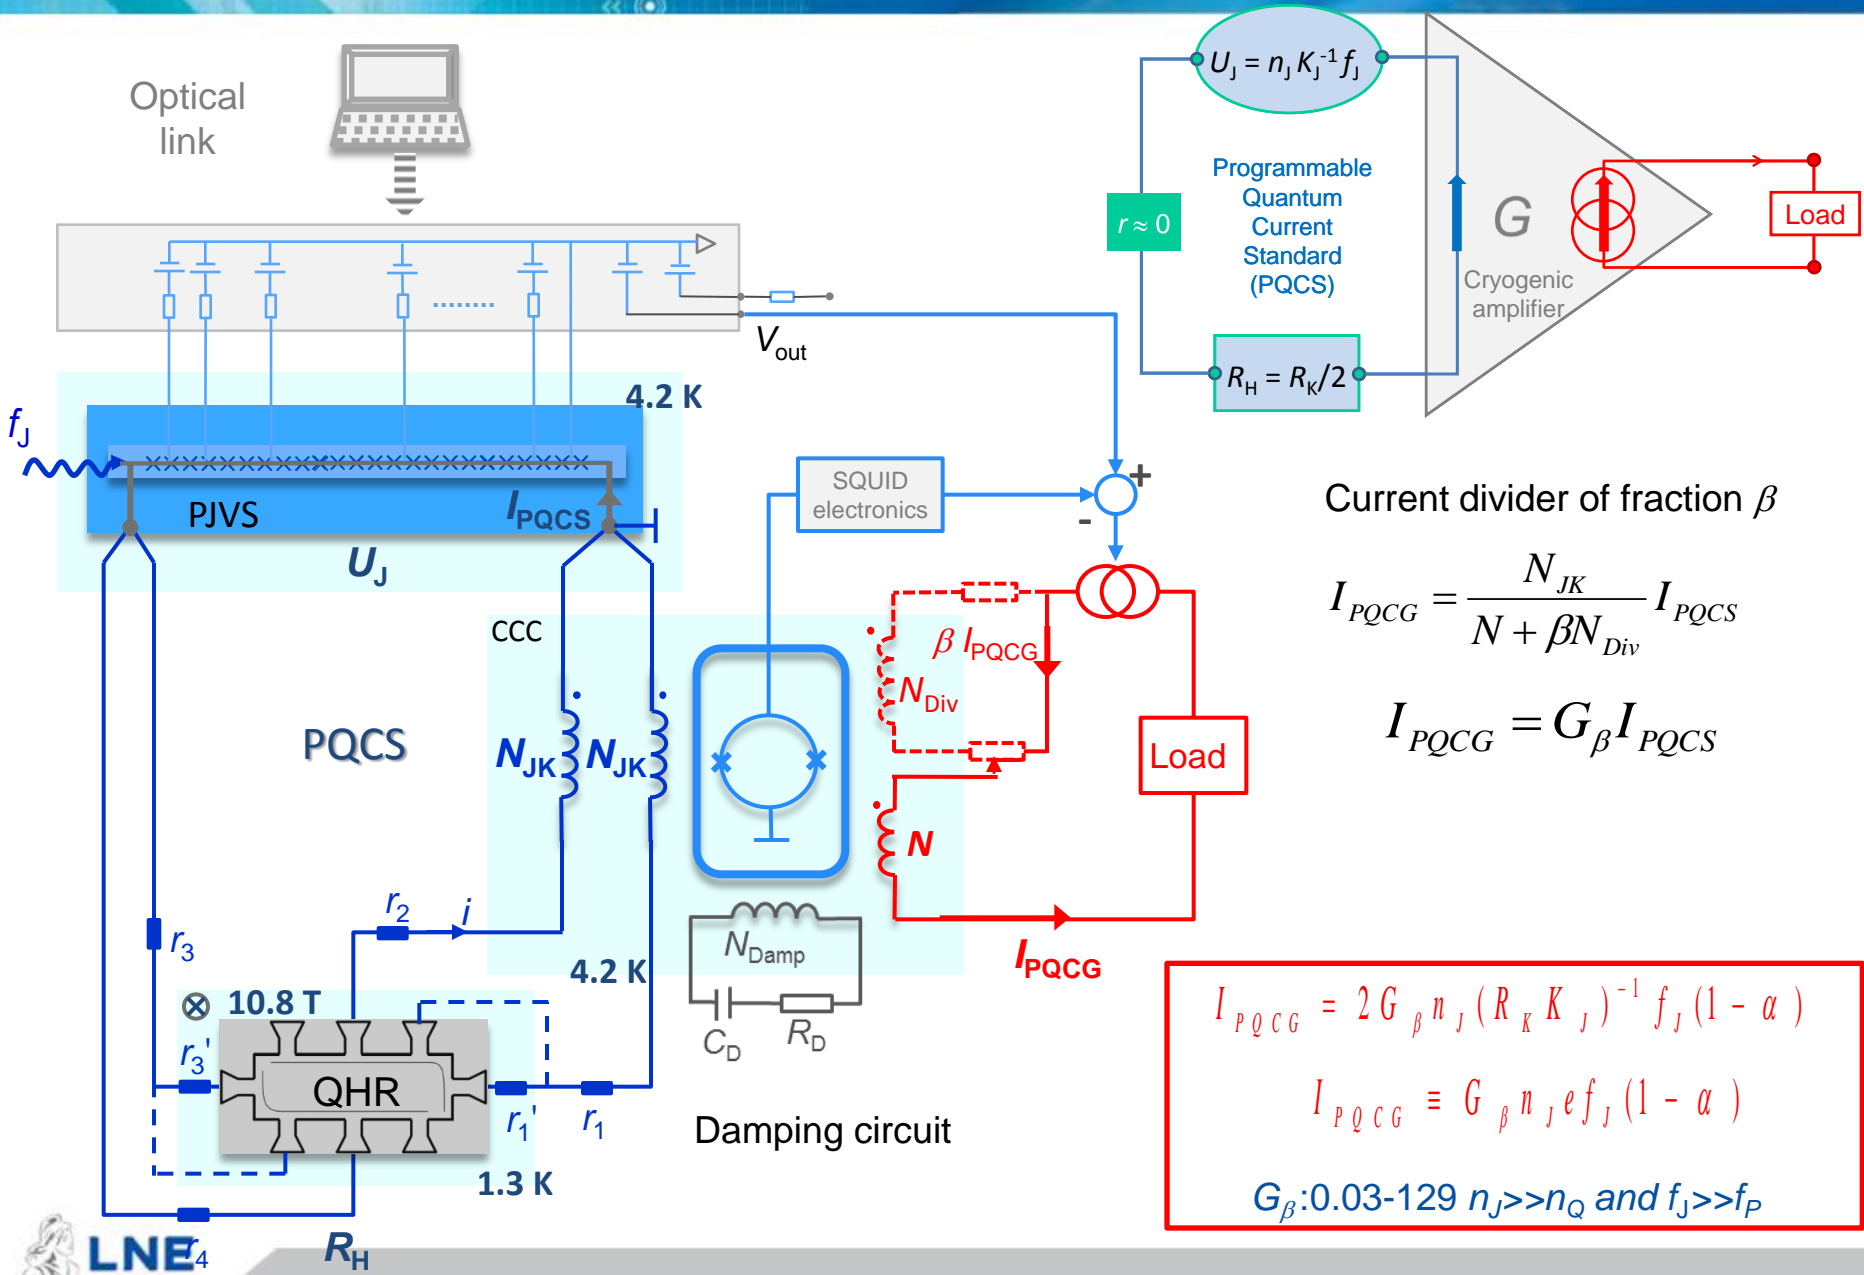 Optical
link
U_J = n_J K_J^-1 f_J
Programmable
Quantum
Current
Standard
(PQCS)
r ≈ 0
G
Cryogenic
amplifier
Load
R_H = R_K/2
V_out
4.2 K
f_J
PJVS
I_PQCS
U_J
SQUID
electronics
+
-
Current divider of fraction β
I_PQCG = N_JK / (N + βN_Div) I_PQCS
I_PQCG = G_β I_PQCS
CCC
β I_PQCG
N_Div
PQCS
N_JK
N_JK
Load
N
r_2
i
r_3
N_Damp
4.2 K
I_PQCG
10.8 T
C_D
R_D
r_3'
QHR
r_1'
r_1
Damping circuit
1.3 K
I_PQCG = 2 G_β n_J (R_K K_J)^-1 f_J (1 - α)
I_PQCG ≡ G_β n_J e f_J (1 - α)
G_β:0.03-129 n_J>>n_Q and f_J>>f_P
LNE
r_4
R_H